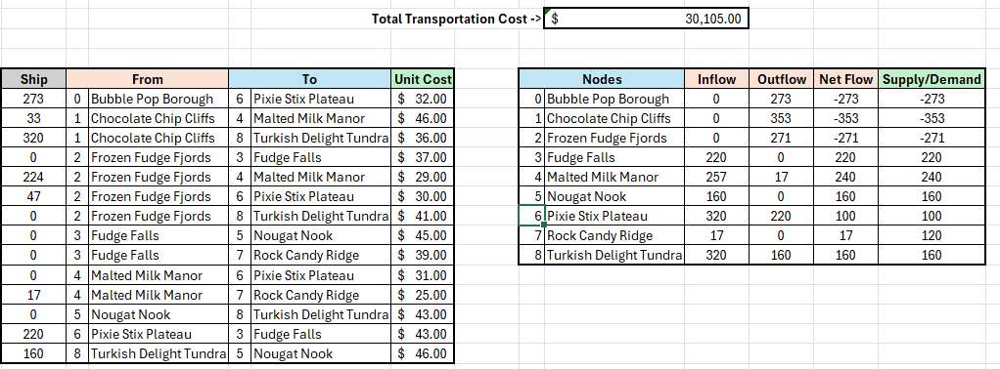 Total Transportation Cost -> $ 30,105.00
Ship From To Unit Cost Nodes Inflow Outflow Net Flow Supply/Demand
273 0 Bubble Pop Borough 6 Pixie Stix Plateau $ 32.00 0 Bubble Pop Borough 0 273 -273 -273
33 1 Chocolate Chip Cliffs 4 Malted Milk Manor $ 46.00 1 Chocolate Chip Cliffs 0 353 -353 -353
320 1 Chocolate Chip Cliffs 8 Turkish Delight Tundra $ 36.00 2 Frozen Fudge Fjords 0 271 -271 -271
0 2 Frozen Fudge Fjords 3 Fudge Falls $ 37.00 3 Fudge Falls 220 0 220 220
224 2 Frozen Fudge Fjords 4 Malted Milk Manor $ 29.00 4 Malted Milk Manor 257 17 240 240
47 2 Frozen Fudge Fjords 6 Pixie Stix Plateau $ 30.00 5 Nougat Nook 160 0 160 160
0 2 Frozen Fudge Fjords 8 Turkish Delight Tundra $ 41.00 6 Pixie Stix Plateau 320 220 100 100
0 3 Fudge Falls 5 Nougat Nook $ 45.00 7 Rock Candy Ridge 17 0 17 120
0 3 Fudge Falls 7 Rock Candy Ridge $ 39.00 8 Turkish Delight Tundra 320 160 160 160
0 4 Malted Milk Manor 6 Pixie Stix Plateau $ 31.00
17 4 Malted Milk Manor 7 Rock Candy Ridge $ 25.00
0 5 Nougat Nook 8 Turkish Delight Tundra $ 43.00
220 6 Pixie Stix Plateau 3 Fudge Falls $ 43.00
160 8 Turkish Delight Tundra 5 Nougat Nook $ 46.00